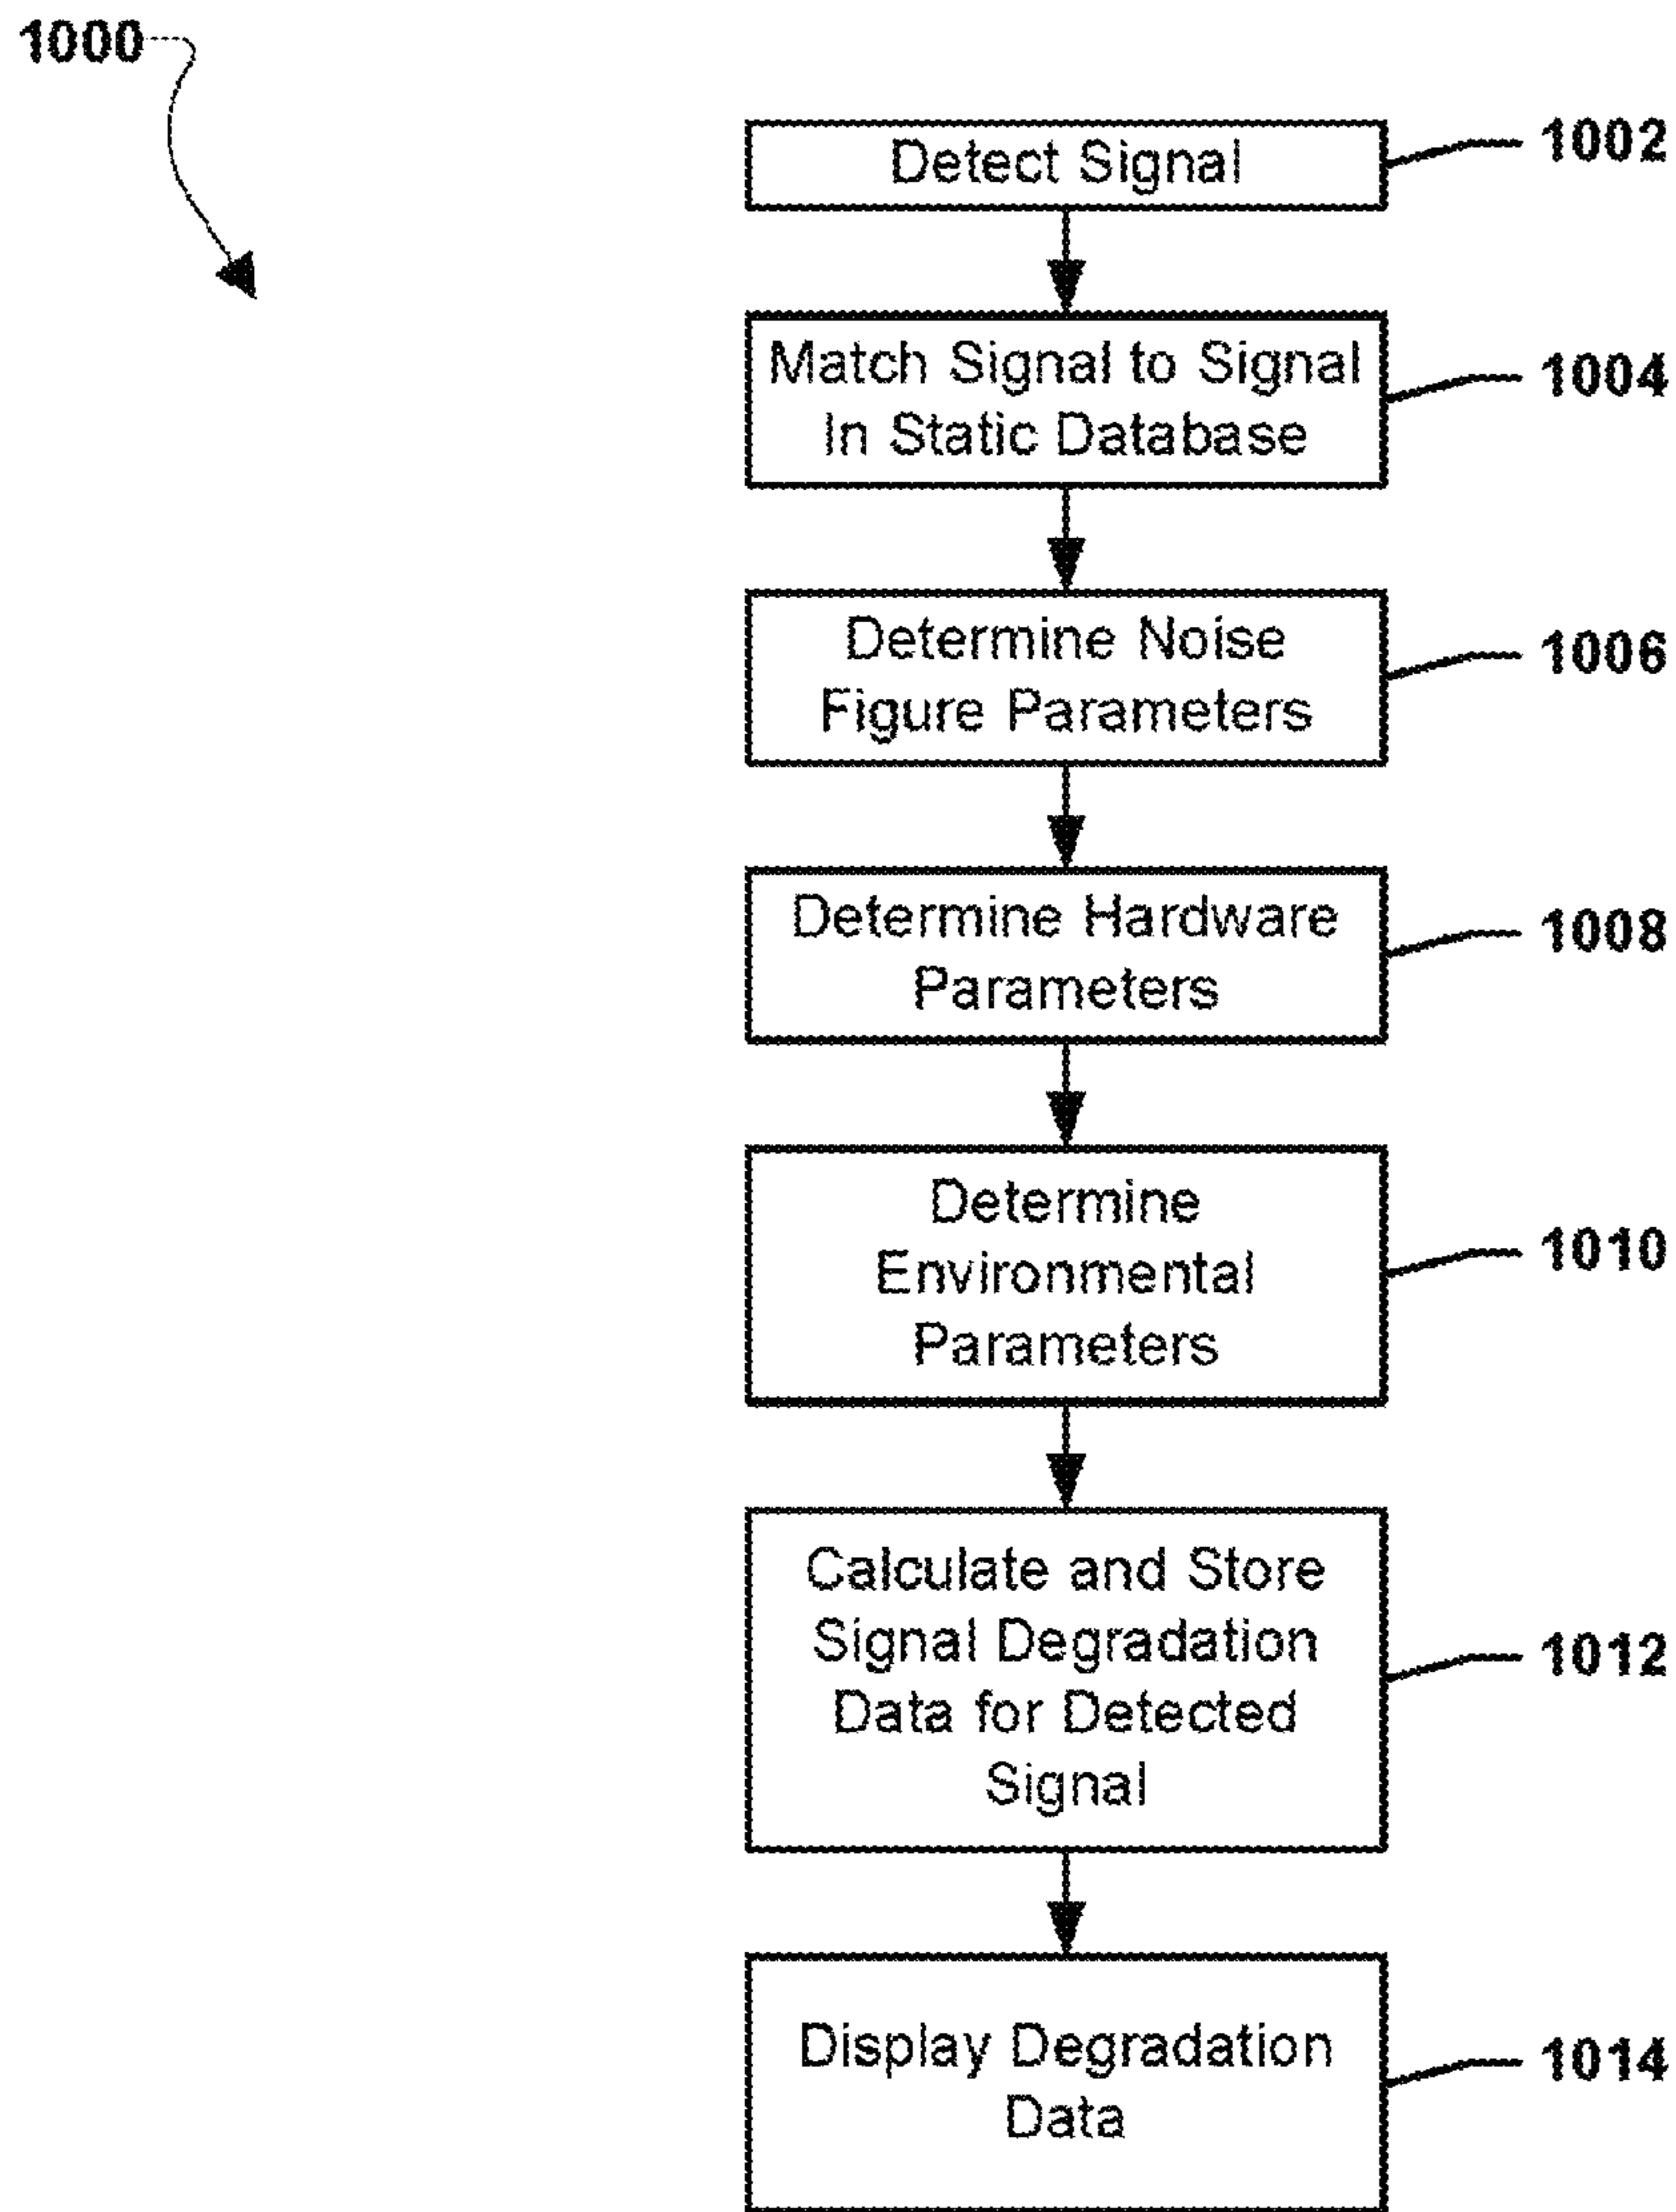 1000
Detect Signal
1002
Match Signal to Signal
In Static Database
1004
Determine Noise
Figure Parameters
1006
Determine Hardware
Parameters
1008
Determine
Environmental
Parameters
1010
Calculate and Store
Signal Degradation
Data for Detected
Signal
1012
Display Degradation
Data
1014